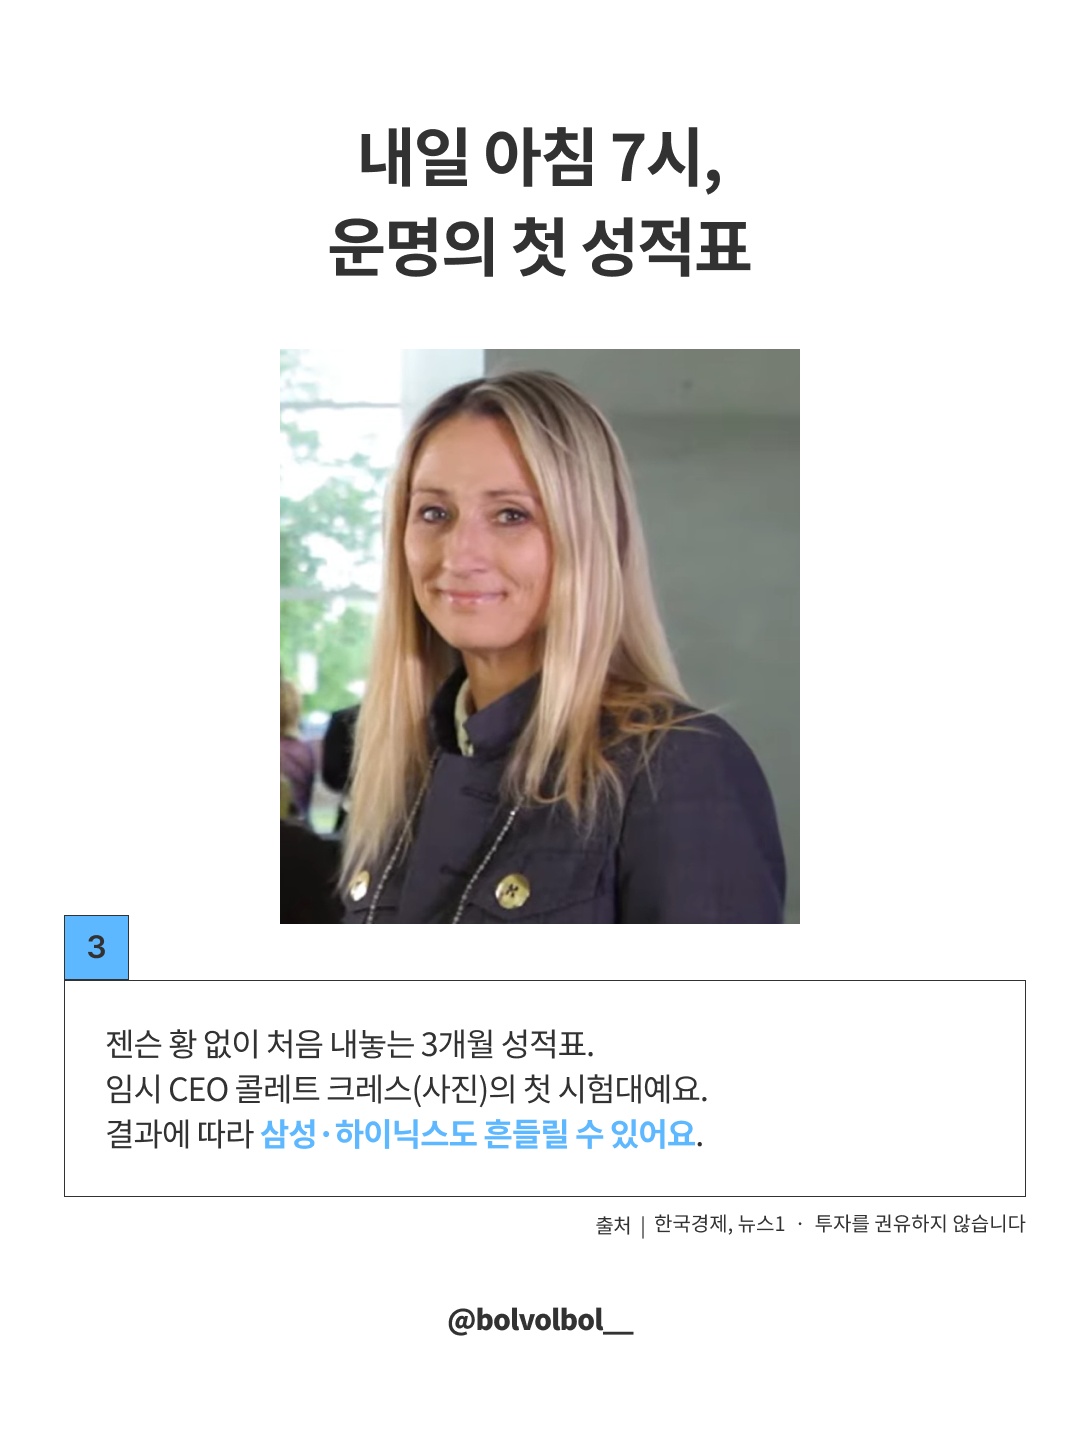 내일 아침 7시,
운명의 첫 성적표
3
젠슨 황 없이 처음 내놓는 3개월 성적표.
임시 CEO 콜레트 크레스(사진)의 첫 시험대예요.
결과에 따라 삼성·하이닉스도 흔들릴 수 있어요.
출처 | 한국경제, 뉴스1 · 투자를 권유하지 않습니다
@bolvolbol__